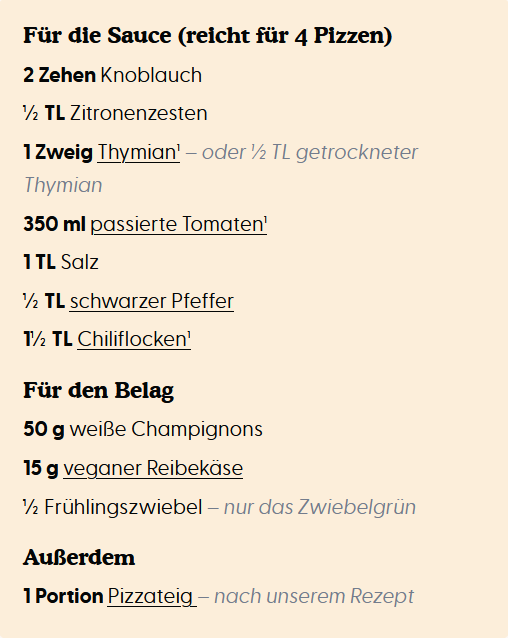 Für die Sauce (reicht für 4 Pizzen)
2 Zehen Knoblauch
½ TL Zitronenzesten
1 Zweig Thymian¹ – oder ½ TL getrockneter
Thymian
350 ml passierte Tomaten¹
1 TL Salz
½ TL schwarzer Pfeffer
1½ TL Chiliflocken¹
Für den Belag
50 g weiße Champignons
15 g veganer Reibekäse
½ Frühlingszwiebel – nur das Zwiebelgrün
Außerdem
1 Portion Pizzateig – nach unserem Rezept